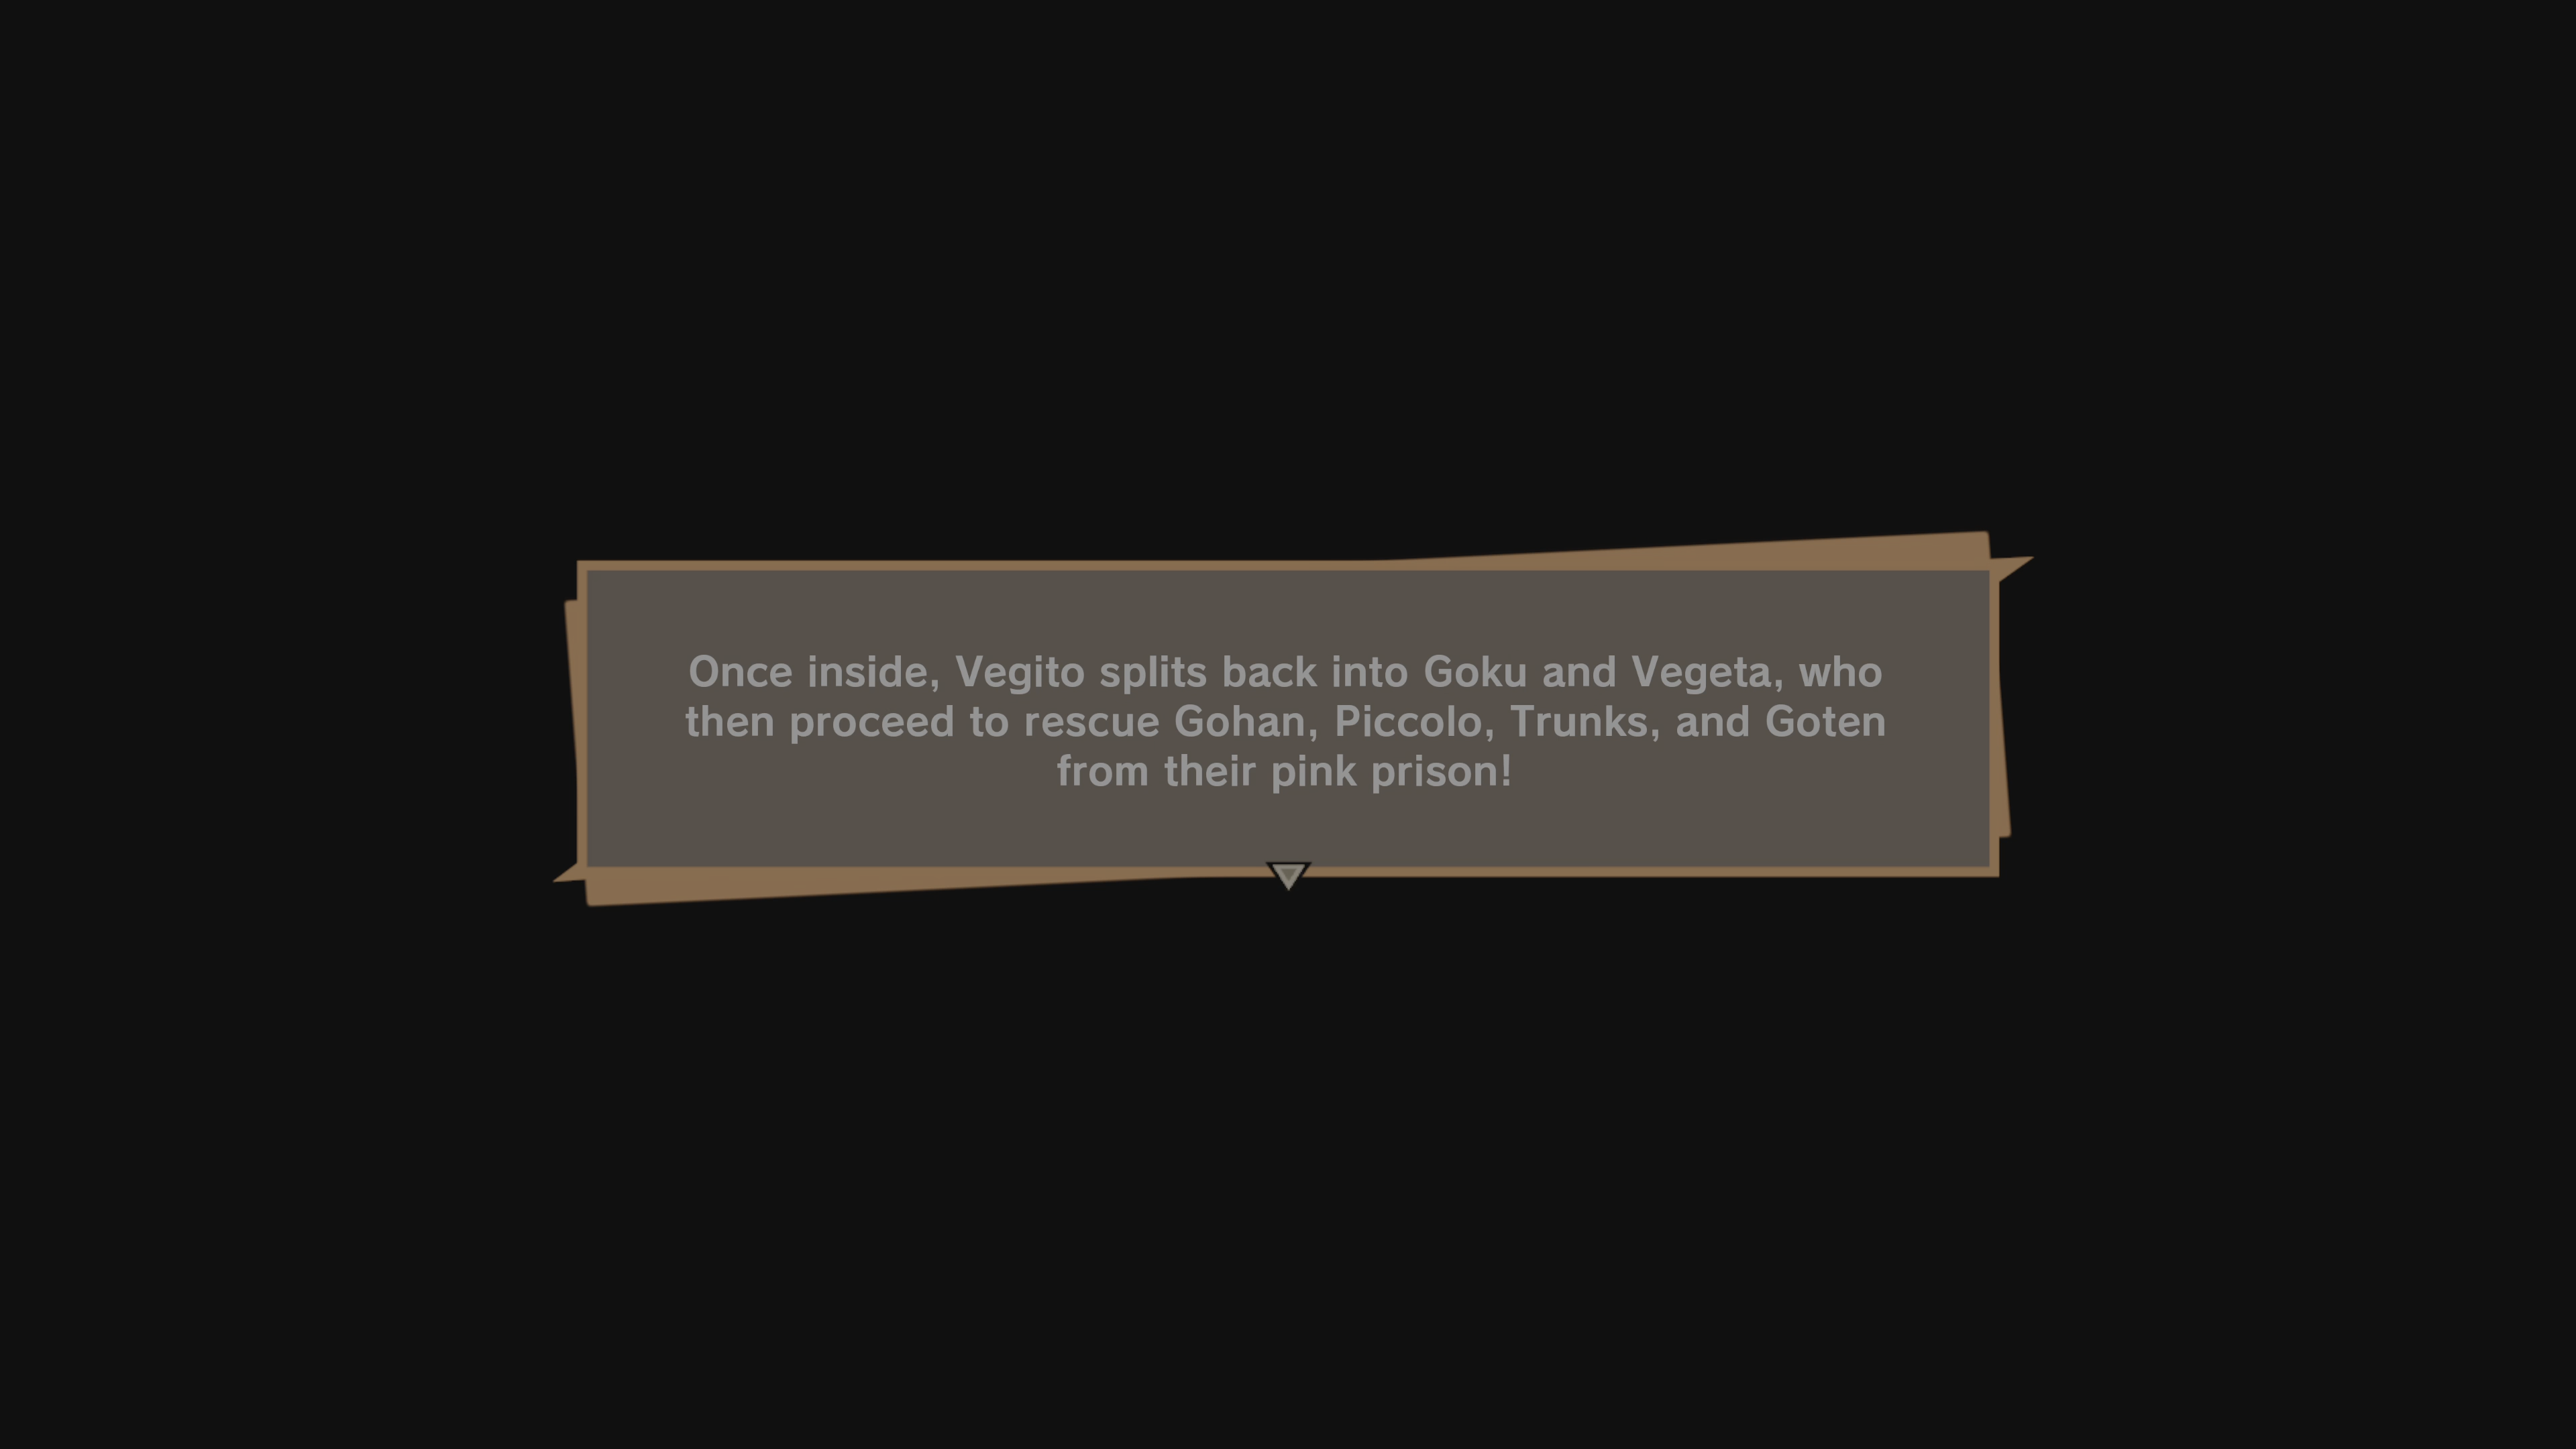 Once inside, Vegito splits back into Goku and Vegeta, who
then proceed to rescue Gohan, Piccolo, Trunks, and Goten
from their pink prison!